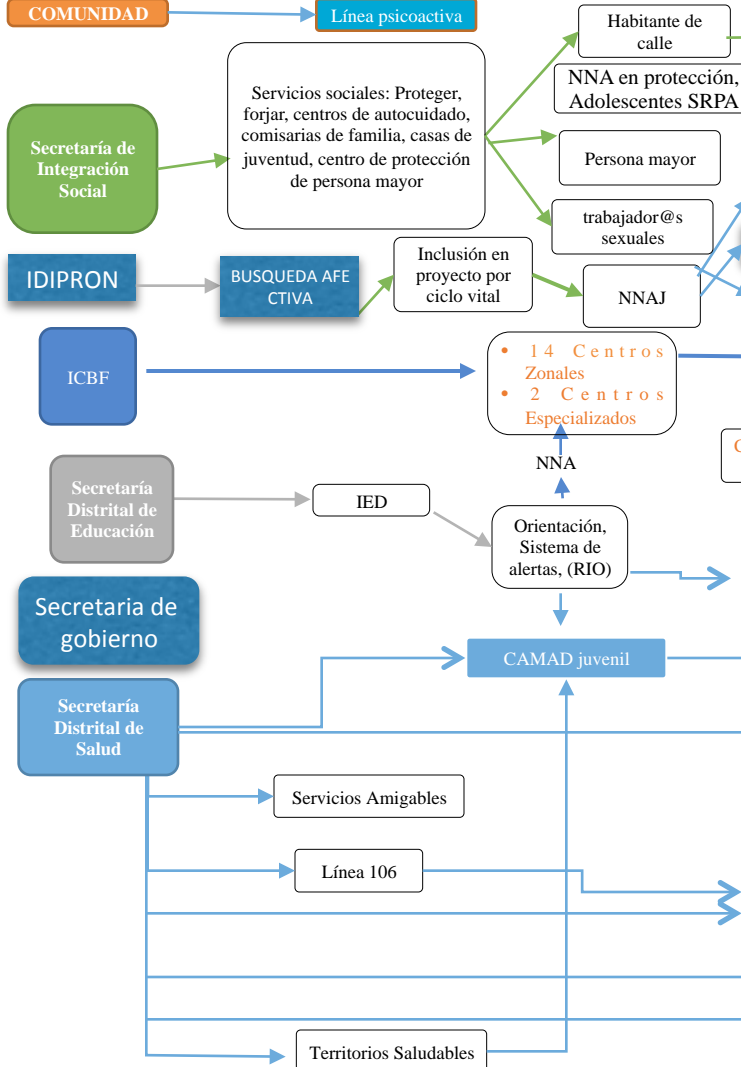 COMUNIDAD
Línea psicoactiva
Habitante de
calle
Servicios sociales: Proteger,
forjar, centros de autocuidado,
comisarias de familia, casas de
juventud, centro de protección
de persona mayor
NNA en protección,
Adolescentes SRPA
Secretaría de
Integración
Social
Persona mayor
trabajador@s
sexuales
IDIPRON
BUSQUEDA AFE
CTIVA
Inclusión en
proyecto por
ciclo vital
NNAJ
ICBF
• 14 Centros
Zonales
• 2 Centros
Especializados
NNA
C
Secretaría
Distrital de
Educación
IED
Orientación,
Sistema de
alertas, (RIO)
Secretaria de
gobierno
CAMAD juvenil
Secretaría
Distrital de
Salud
Servicios Amigables
Línea 106
Territorios Saludables